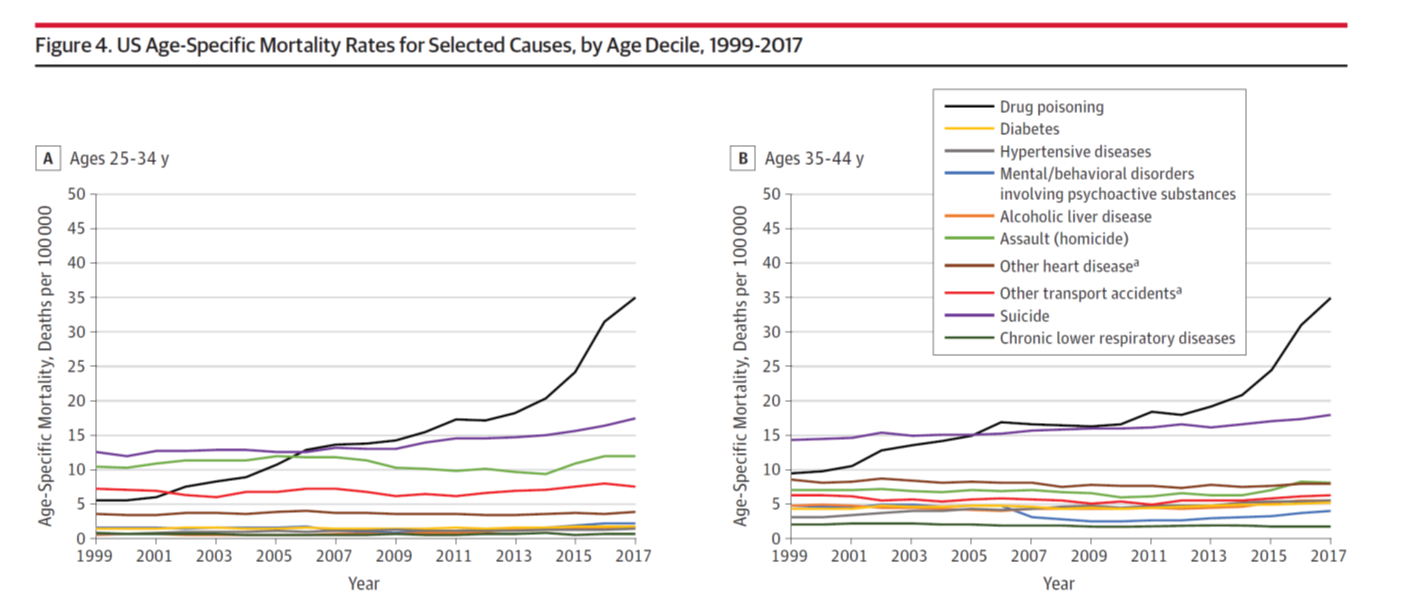 Figure 4. US Age-Specific Mortality Rates for Selected Causes, by Age Decile, 1999-2017
A Ages 25-34 y
Age-Specific Mortality, Deaths per 100 000
50
45
40
35
30
25
20
15
10
5
0
1999 2001 2003 2005 2007 2009 2011 2013 2015 2017
Year
B Ages 35-44 y
Age-Specific Mortality, Deaths per 100 000
50
45
40
35
30
25
20
15
10
5
0
1999 2001 2003 2005 2007 2009 2011 2013 2015 2017
Year
Drug poisoning
Diabetes
Hypertensive diseases
Mental/behavioral disorders
involving psychoactive substances
Alcoholic liver disease
Assault (homicide)
Other heart diseaseᵃ
Other transport accidentsᵃ
Suicide
Chronic lower respiratory diseases